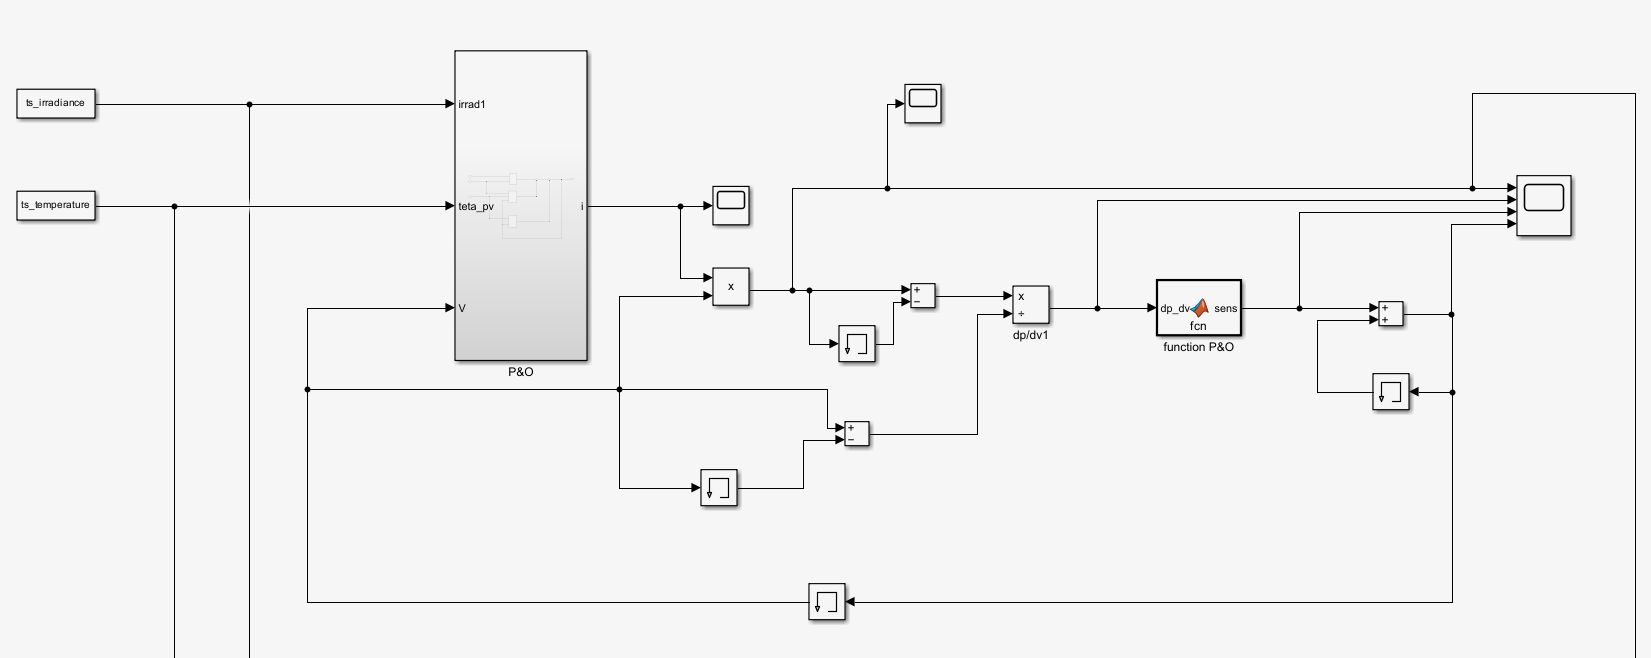 ts_irradiance
irrad1
ts_temperature
teta_pv
i
V
P&O
x
+
−
x
÷
dp/dv1
dp_dv
sens
fcn
function P&O
+
+
+
−